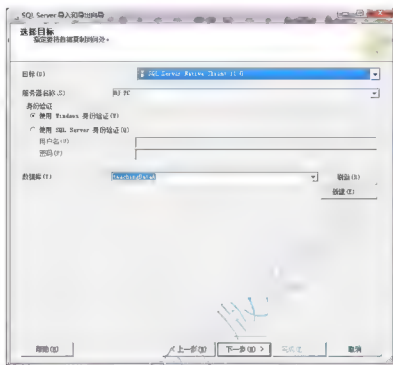 SQL Server 导入和导出向导
选择目标
指定要将数据复制到何处。
目标(D)
SQL Server Native Client 11.0
服务器名称(S)
身份验证
使用 Windows 身份验证(W)
使用 SQL Server 身份验证(Q)
用户名(U)
密码(P)
数据库(T)
刷新(R)
新建(E)
帮助(H)
上一步(B)
下一步(N) >
取消